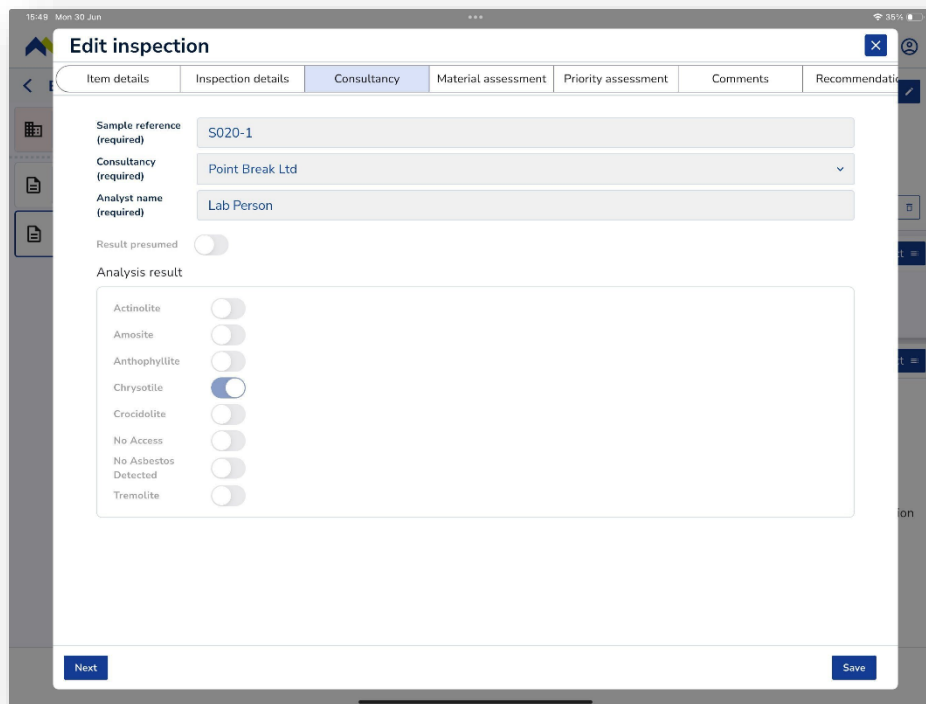 15:49 Mon 30 Jun
35%
Edit inspection
Item details
Inspection details
Consultancy
Material assessment
Priority assessment
Comments
Sample reference
(required)
S020-1
Consultancy
(required)
Point Break Ltd
Analyst name
(required)
Lab Person
Result presumed
Analysis result
Actinolite
Amosite
Anthophyllite
Chrysotile
Crocidolite
No Access
No Asbestos
Detected
Tremolite
ion
Next
Save